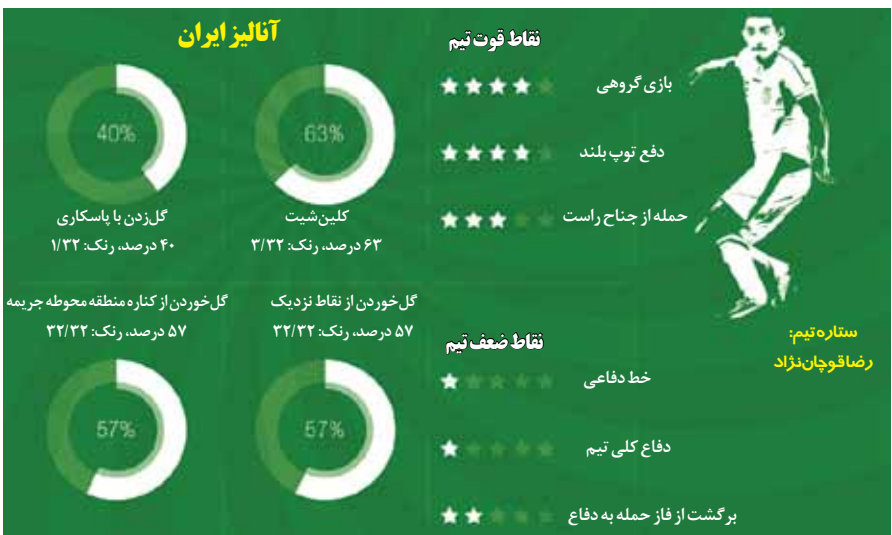 آنالیز ایران
نقاط قوت تیم
بازی گروهی
دفع توپ بلند
حمله از جناح راست
63%
کلین‌شیت
۶۳ درصد، رنک: ۳/۳۲
40%
گل‌زدن با پاسکاری
۴۰ درصد، رنک: ۱/۳۲
گل‌خوردن از نقاط نزدیک
۵۷ درصد، رنک: ۳۲/۳۲
57%
گل‌خوردن از کناره منطقه محوطه جریمه
۵۷ درصد، رنک: ۳۲/۳۲
57%
نقاط ضعف تیم
خط دفاعی
دفاع کلی تیم
برگشت از فاز حمله به دفاع
ستاره تیم:
رضا قوچان‌نژاد